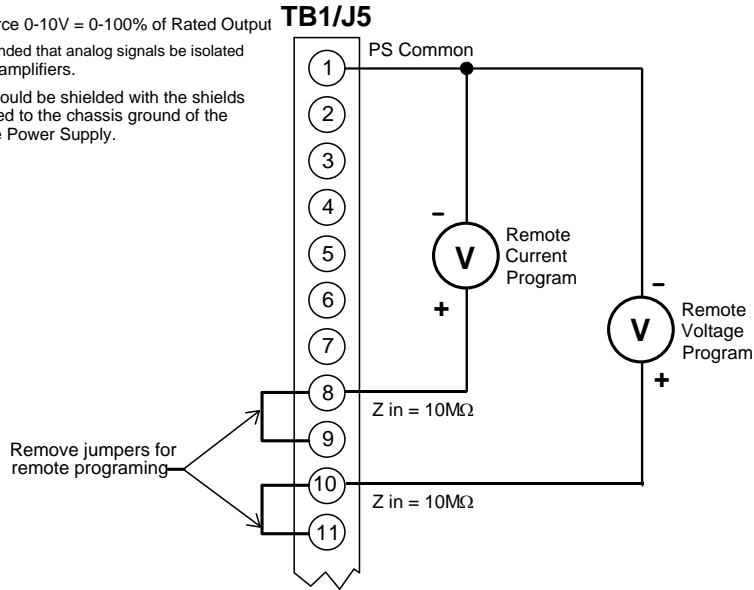 rce 0-10V = 0-100% of Rated Output
nded that analog signals be isolated
amplifiers.
ould be shielded with the shields
ed to the chassis ground of the
e Power Supply.
TB1/J5
PS Common
1
2
3
4
5
6
7
8
9
10
11
–
V
+
Remote
Current
Program
–
V
+
Remote
Voltage
Program
Z in = 10MΩ
Z in = 10MΩ
Remove jumpers for
remote programing